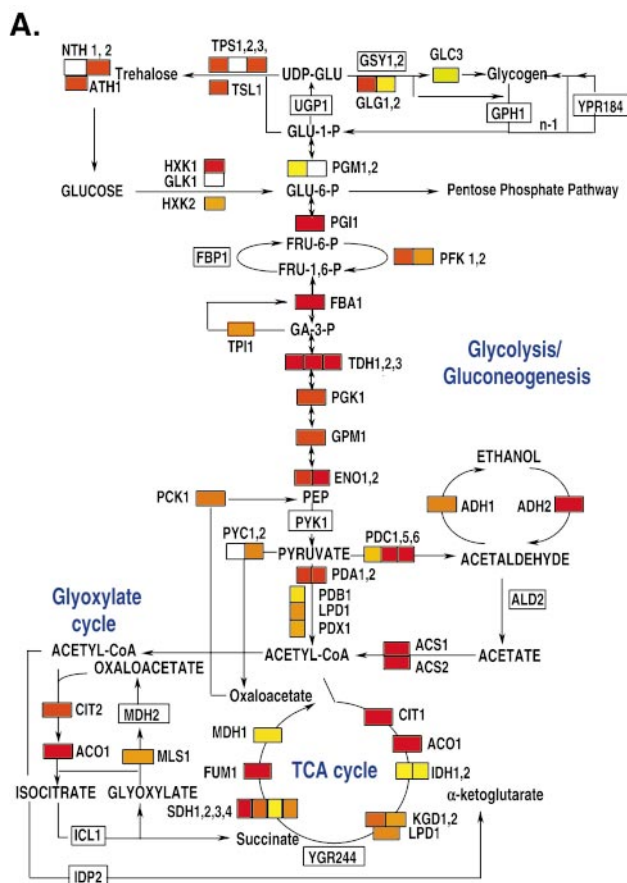 A.
NTH 1, 2
TPS1,2,3,
GSY1,2
GLC3
Trehalose
UDP-GLU
Glycogen
ATH1
TSL1
GLG1,2
UGP1
GPH1
YPR184
GLU-1-P
n-1
HXK1
GLK1
PGM1,2
GLUCOSE
GLU-6-P
Pentose Phosphate Pathway
HXK2
PGI1
FRU-6-P
FBP1
PFK 1,2
FRU-1,6-P
FBA1
GA-3-P
TPI1
Glycolysis/
Gluconeogenesis
TDH1,2,3
PGK1
GPM1
ETHANOL
ENO1,2
PCK1
PEP
ADH1
ADH2
PYK1
PYC1,2
PDC1,5,6
PYRUVATE
ACETALDEHYDE
PDA1,2
PDB1
LPD1
PDX1
ALD2
Glyoxylate
cycle
ACETYL-CoA
OXALOACETATE
ACETYL-CoA
ACS1
ACS2
ACETATE
Oxaloacetate
CIT2
MDH2
CIT1
MDH1
ACO1
MLS1
ACO1
FUM1
TCA cycle
IDH1,2
ISOCITRATE
GLYOXYLATE
α-ketoglutarate
SDH1,2,3,4
KGD1,2
LPD1
ICL1
Succinate
YGR244
IDP2